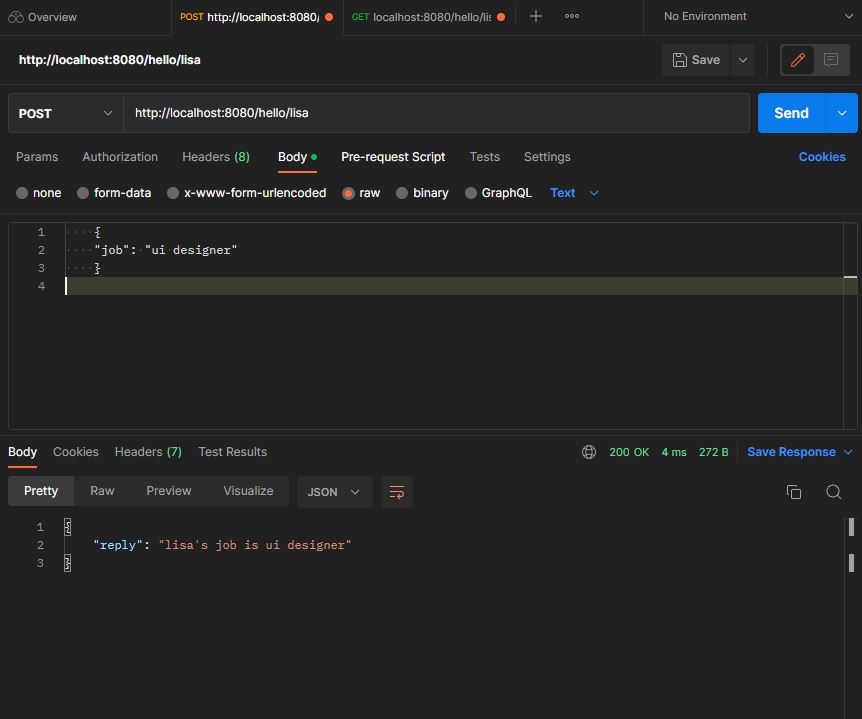 Overview POST http://localhost:8080/ GET localhost:8080/hello/lis No Environment
http://localhost:8080/hello/lisa Save
POST http://localhost:8080/hello/lisa Send
Params Authorization Headers (8) Body Pre-request Script Tests Settings Cookies
none form-data x-www-form-urlencoded raw binary GraphQL Text
1 {
2 "job": "ui designer"
3 }
4
Body Cookies Headers (7) Test Results 200 OK 4 ms 272 B Save Response
Pretty Raw Preview Visualize JSON
1 {
2 "reply": "lisa's job is ui designer"
3 }